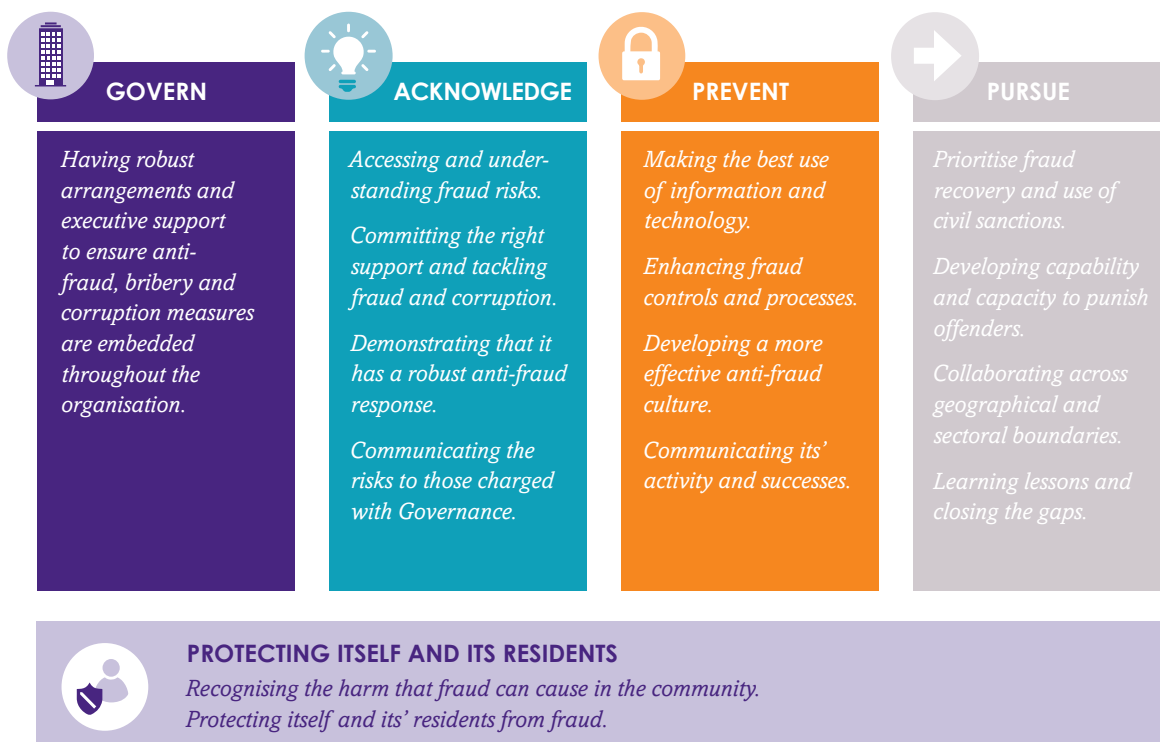 GOVERN
Having robust
arrangements and
executive support
to ensure anti-
fraud, bribery and
corruption measures
are embedded
throughout the
organisation.
ACKNOWLEDGE
Accessing and under-
standing fraud risks.
Committing the right
support and tackling
fraud and corruption.
Demonstrating that it
has a robust anti-fraud
response.
Communicating the
risks to those charged
with Governance.
PREVENT
Making the best use
of information and
technology.
Enhancing fraud
controls and processes.
Developing a more
effective anti-fraud
culture.
Communicating its’
activity and successes.
PURSUE
Prioritise fraud
recovery and use of
civil sanctions.
Developing capability
and capacity to punish
offenders.
Collaborating across
geographical and
sectoral boundaries.
Learning lessons and
closing the gaps.
PROTECTING ITSELF AND ITS RESIDENTS
Recognising the harm that fraud can cause in the community.
Protecting itself and its’ residents from fraud.